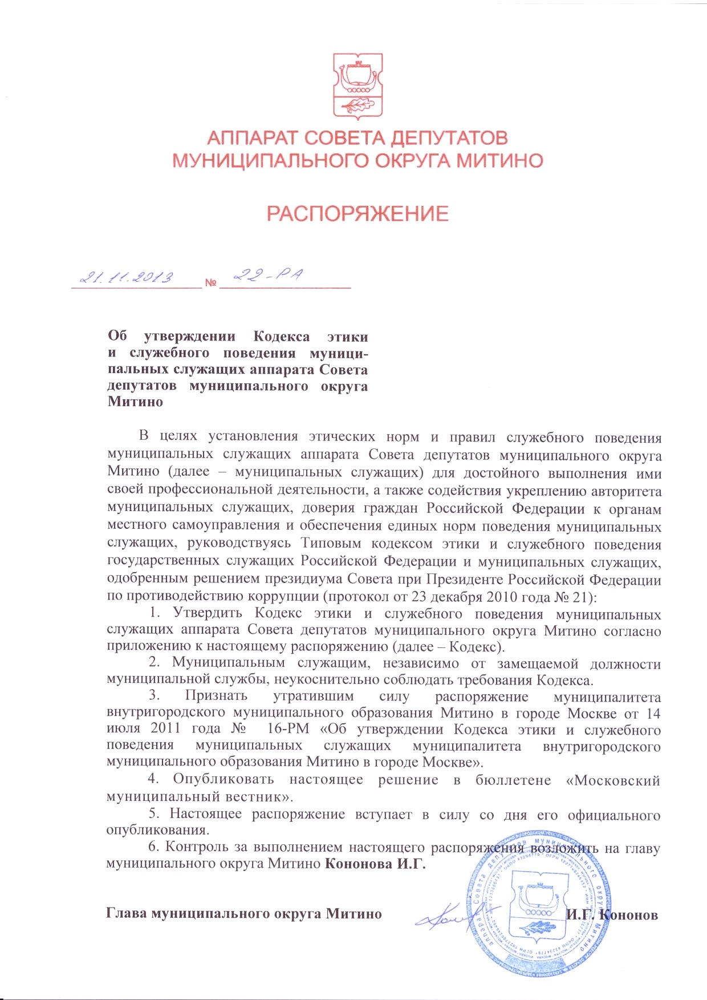 АППАРАТ СОВЕТА ДЕПУТАТОВ
МУНИЦИПАЛЬНОГО ОКРУГА МИТИНО
РАСПОРЯЖЕНИЕ
21.11.2013 № 22-РА
Об утверждении Кодекса этики
и служебного поведения муници-
пальных служащих аппарата Совета
депутатов муниципального округа
Митино
В целях установления этических норм и правил служебного поведения
муниципальных служащих аппарата Совета депутатов муниципального округа
Митино (далее – муниципальных служащих) для достойного выполнения ими
своей профессиональной деятельности, а также содействия укреплению авторитета
муниципальных служащих, доверия граждан Российской Федерации к органам
местного самоуправления и обеспечения единых норм поведения муниципальных
служащих, руководствуясь Типовым кодексом этики и служебного поведения
государственных служащих Российской Федерации и муниципальных служащих,
одобренным решением президиума Совета при Президенте Российской Федерации
по противодействию коррупции (протокол от 23 декабря 2010 года № 21):
1. Утвердить Кодекс этики и служебного поведения муниципальных
служащих аппарата Совета депутатов муниципального округа Митино согласно
приложению к настоящему распоряжению (далее – Кодекс).
2. Муниципальным служащим, независимо от замещаемой должности
муниципальной службы, неукоснительно соблюдать требования Кодекса.
3. Признать утратившим силу распоряжение муниципалитета
внутригородского муниципального образования Митино в городе Москве от 14
июля 2011 года № 16-РМ «Об утверждении Кодекса этики и служебного
поведения муниципальных служащих муниципалитета внутригородского
муниципального образования Митино в городе Москве».
4. Опубликовать настоящее решение в бюллетене «Московский
муниципальный вестник».
5. Настоящее распоряжение вступает в силу со дня его официального
опубликования.
6. Контроль за выполнением настоящего распоряжения возложить на главу
муниципального округа Митино Кононова И.Г.
Глава муниципального округа Митино И.Г. Кононов
аппарат Совета депутатов муниципального округа Митино